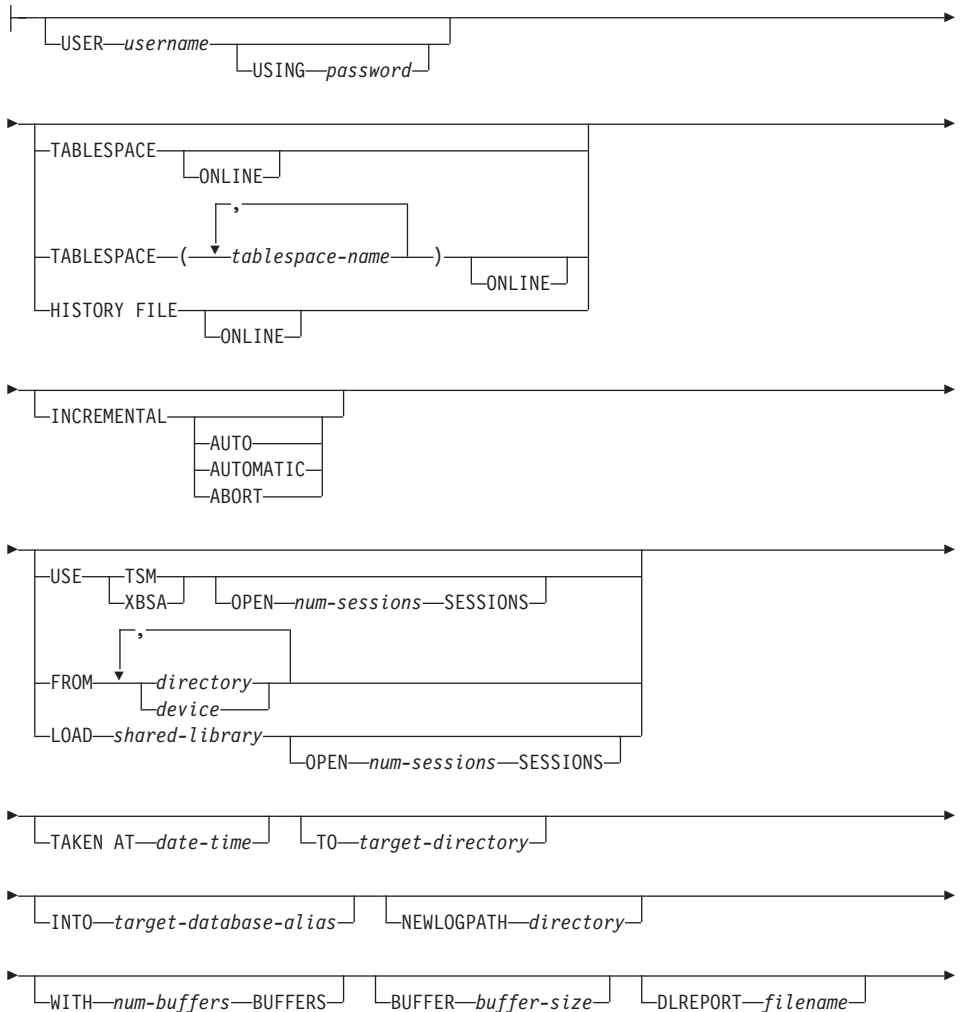 USER username
USING password
TABLESPACE
ONLINE
,
TABLESPACE ( tablespace-name )
ONLINE
HISTORY FILE
ONLINE
INCREMENTAL
AUTO
AUTOMATIC
ABORT
USE TSM
XBSA OPEN num-sessions SESSIONS
,
FROM directory
device
LOAD shared-library
OPEN num-sessions SESSIONS
TAKEN AT date-time TO target-directory
INTO target-database-alias NEWLOGPATH directory
WITH num-buffers BUFFERS BUFFER buffer-size DLREPORT filename